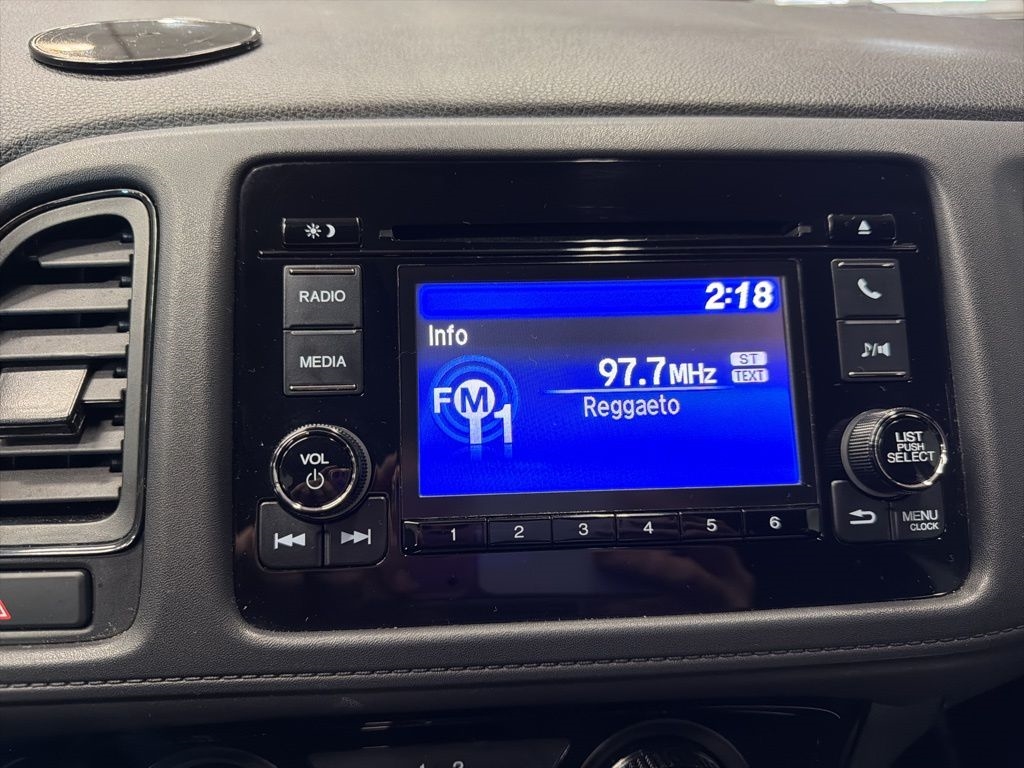 RADIO
MEDIA
VOL
2:18
Info
97.7MHz
ST
TEXT
FM1
Reggaeto
1 2 3 4 5 6
LIST
PUSH
SELECT
MENU
CLOCK